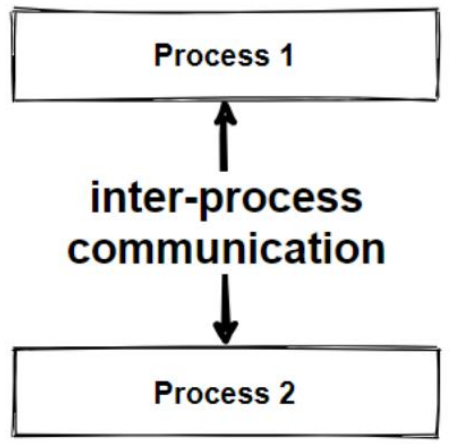 Process 1
inter-process
communication
Process 2